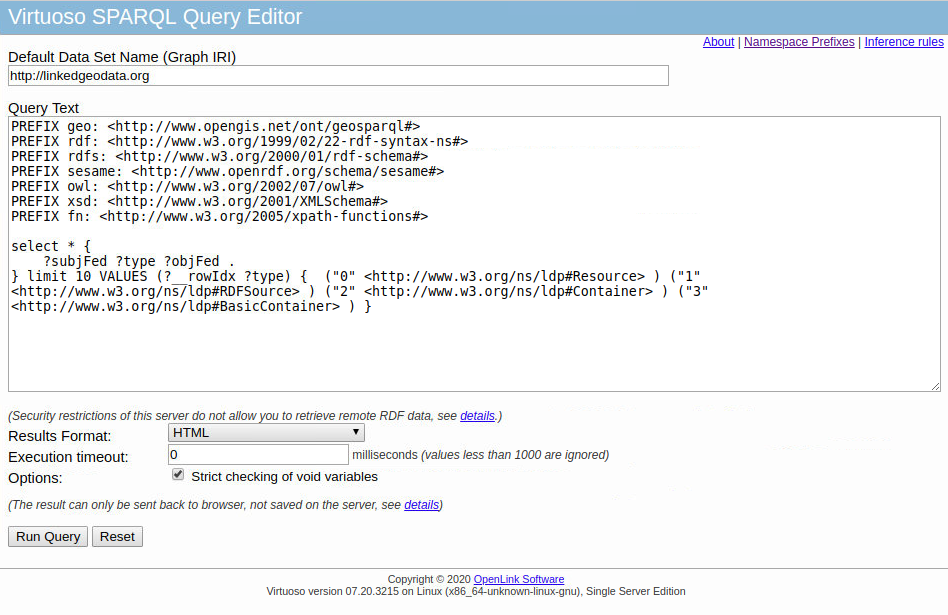 Virtuoso SPARQL Query Editor
About | Namespace Prefixes | Inference rules
Default Data Set Name (Graph IRI)
http://linkedgeodata.org
Query Text
PREFIX geo: <http://www.opengis.net/ont/geosparql#>
PREFIX rdf: <http://www.w3.org/1999/02/22-rdf-syntax-ns#>
PREFIX rdfs: <http://www.w3.org/2000/01/rdf-schema#>
PREFIX sesame: <http://www.openrdf.org/schema/sesame#>
PREFIX owl: <http://www.w3.org/2002/07/owl#>
PREFIX xsd: <http://www.w3.org/2001/XMLSchema#>
PREFIX fn: <http://www.w3.org/2005/xpath-functions#>
select * {
    ?subjFed ?type ?objFed .
} limit 10 VALUES (?__rowIdx ?type) {  ("0" <http://www.w3.org/ns/ldp#Resource> ) ("1"
<http://www.w3.org/ns/ldp#RDFSource> ) ("2" <http://www.w3.org/ns/ldp#Container> ) ("3"
<http://www.w3.org/ns/ldp#BasicContainer> ) }
(Security restrictions of this server do not allow you to retrieve remote RDF data, see details.)
Results Format: HTML
Execution timeout: 0 milliseconds (values less than 1000 are ignored)
Options: Strict checking of void variables
(The result can only be sent back to browser, not saved on the server, see details)
Run Query Reset
Copyright © 2020 OpenLink Software
Virtuoso version 07.20.3215 on Linux (x86_64-unknown-linux-gnu), Single Server Edition